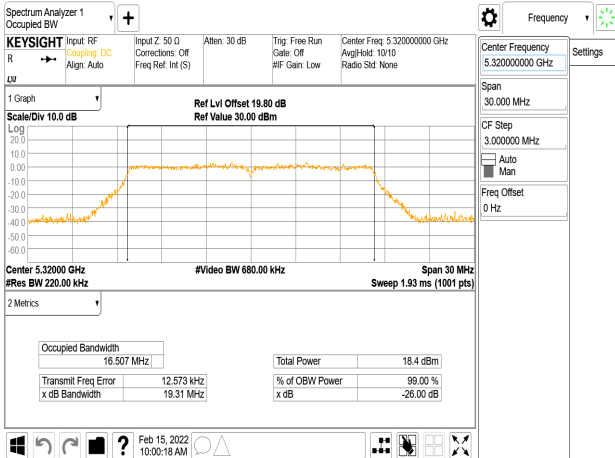 Spectrum Analyzer 1
Occupied BW
Frequency
KEYSIGHT
R
LXI
Input: RF
Coupling: DC
Align: Auto
Input Z: 50 Ω
Corrections: Off
Freq Ref: Int (S)
Atten: 30 dB
Trig: Free Run
Gate: Off
#IF Gain: Low
Center Freq: 5.320000000 GHz
Avg|Hold: 10/10
Radio Std: None
Center Frequency
5.320000000 GHz
Settings
Span
30.000 MHz
CF Step
3.000000 MHz
Auto
Man
Freq Offset
0 Hz
1 Graph
Scale/Div 10.0 dB
Ref Lvl Offset 19.80 dB
Ref Value 30.00 dBm
Log
20.0
10.0
0.00
-10.0
-20.0
-30.0
-40.0
-50.0
-60.0
Center 5.32000 GHz
#Video BW 680.00 kHz
Span 30 MHz
#Res BW 220.00 kHz
Sweep 1.93 ms (1001 pts)
2 Metrics
Occupied Bandwidth
16.507 MHz
Total Power 18.4 dBm
Transmit Freq Error 12.573 kHz
% of OBW Power 99.00 %
x dB Bandwidth 19.31 MHz
x dB -26.00 dB
?
Feb 15, 2022
10:00:18 AM